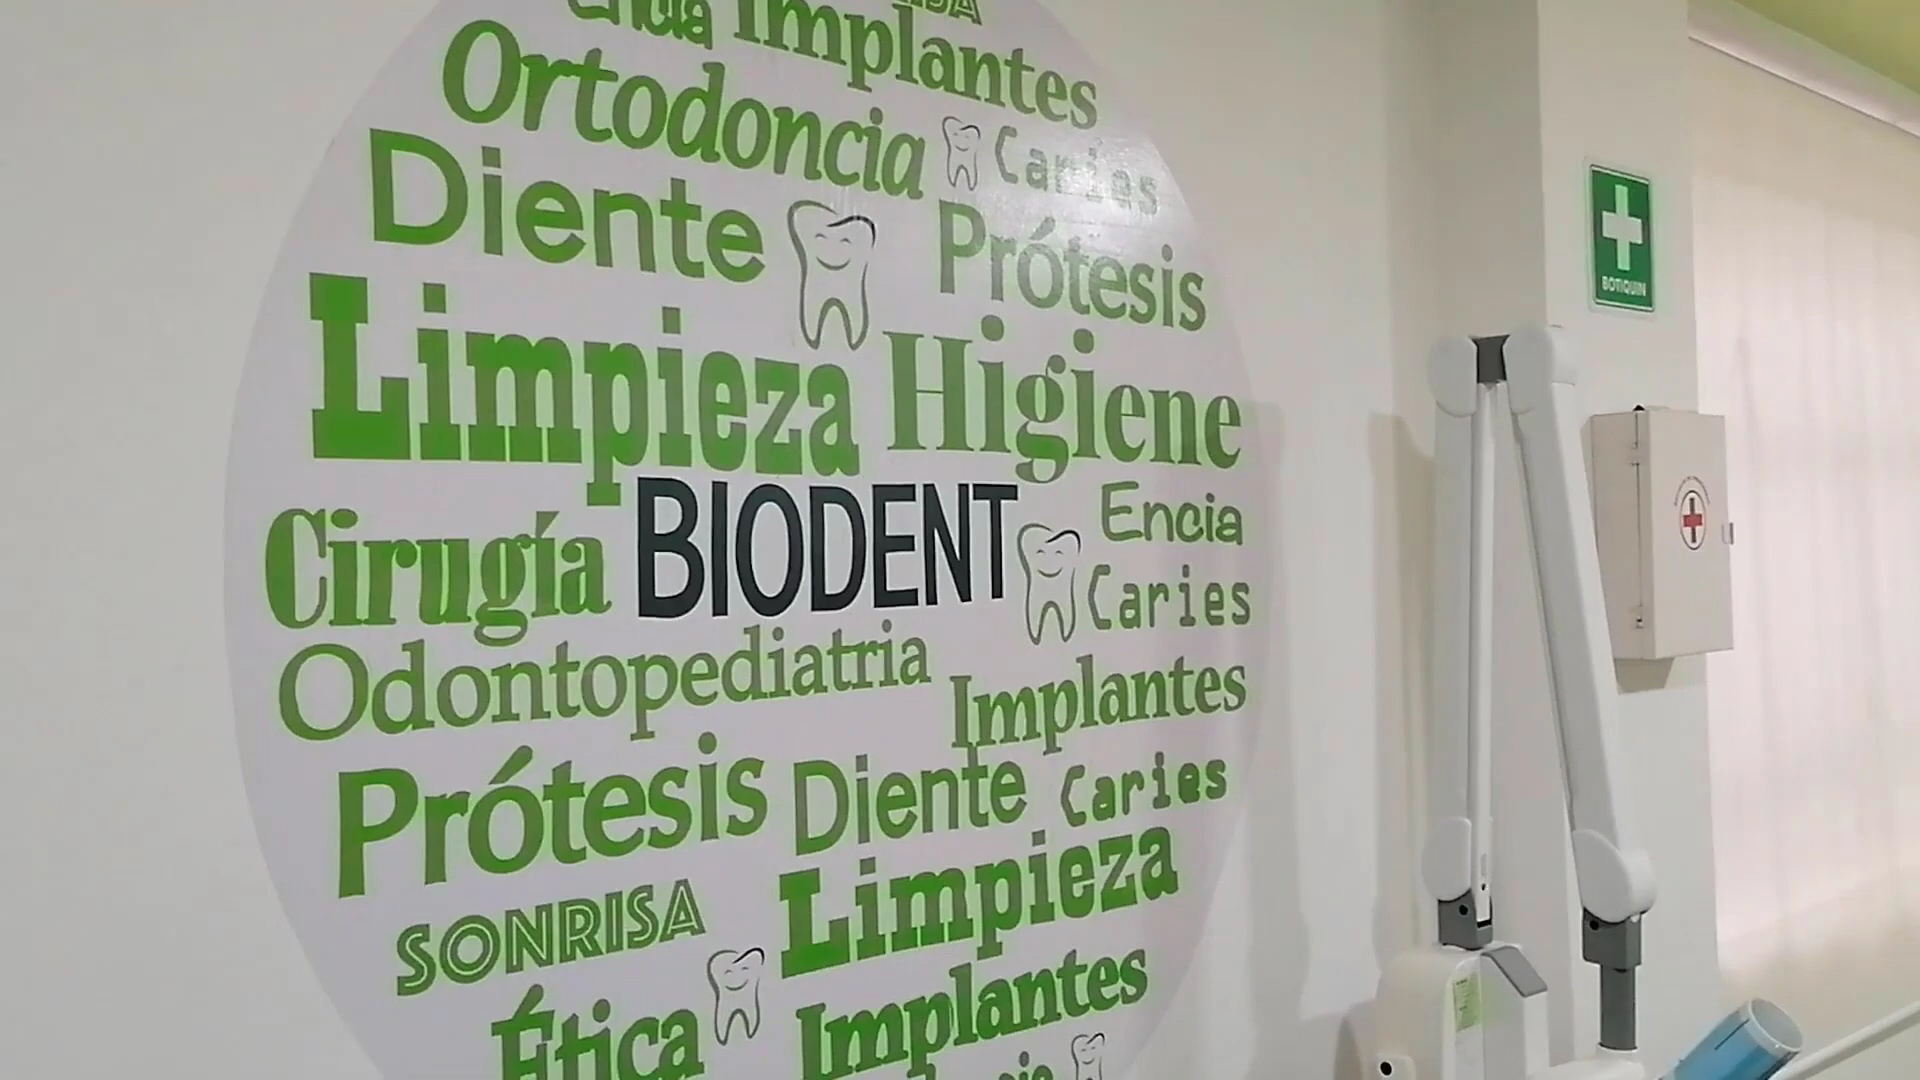 Encía Implantes
Ortodoncia Caries
Diente Prótesis
Limpieza Higiene
Cirugía BIODENT Encia
Caries
Odontopediatria
Implantes
Prótesis Diente Caries
SONRISA Limpieza
Ética Implantes
BOTIQUIN